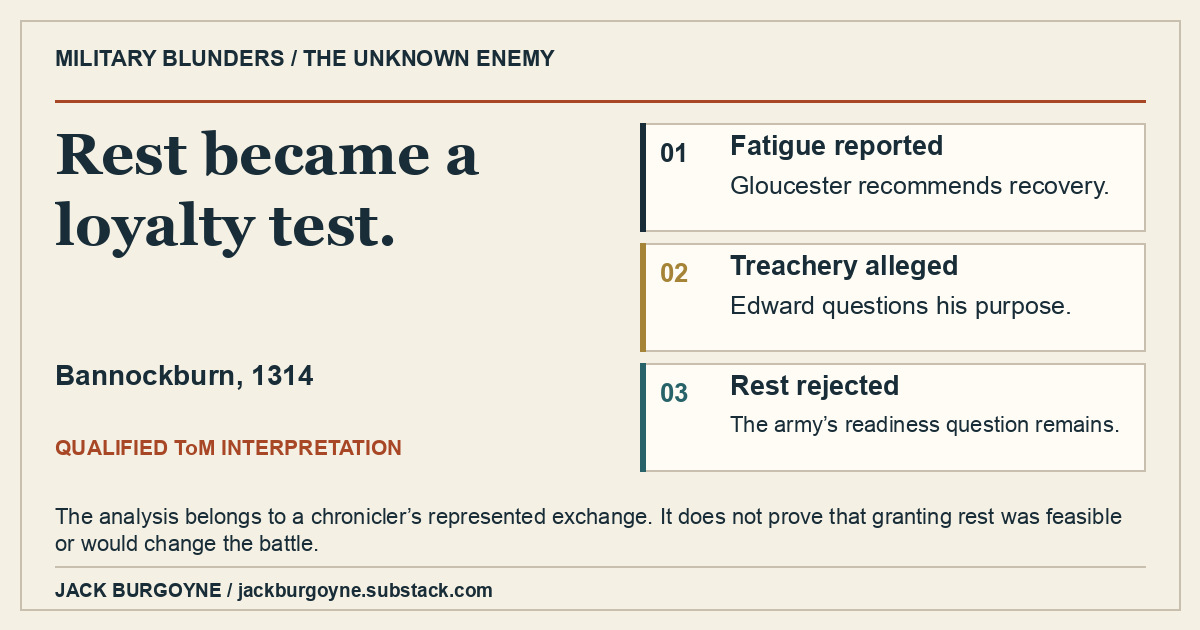 MILITARY BLUNDERS / THE UNKNOWN ENEMY
Rest became a
loyalty test.
Bannockburn, 1314
QUALIFIED ToM INTERPRETATION
01
Fatigue reported
Gloucester recommends recovery.
02
Treachery alleged
Edward questions his purpose.
03
Rest rejected
The army’s readiness question remains.
The analysis belongs to a chronicler’s represented exchange. It does not prove that granting rest was feasible
or would change the battle.
JACK BURGOYNE / jackburgoyne.substack.com